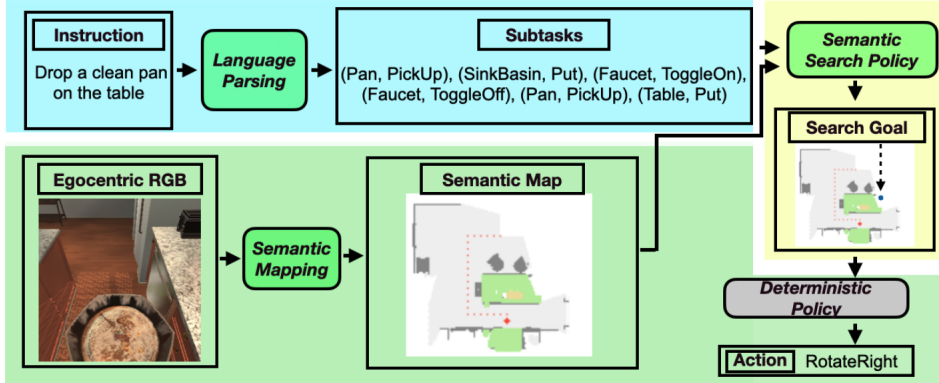 Instruction
Drop a clean pan
on the table
Language
Parsing
Subtasks
(Pan, PickUp), (SinkBasin, Put), (Faucet, ToggleOn),
(Faucet, ToggleOff), (Pan, PickUp), (Table, Put)
Semantic
Search Policy
Search Goal
Egocentric RGB
Semantic
Mapping
Semantic Map
Deterministic
Policy
Action RotateRight